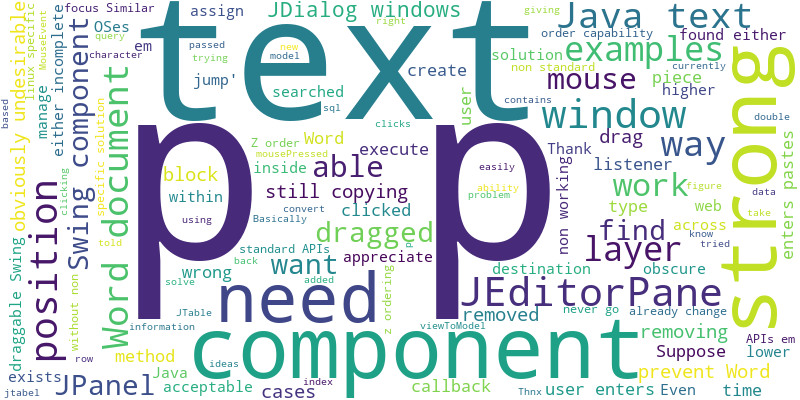 text
p p
strong
component
need
window
JEditorPane
Java text
examples
layer
way
work
find
able
want
mouse
dragged
position
Swing component
Word document
JPanel
JDialog windows
focus Similar
OSes
assign
query
character
em
passed
trying
jump'
searched
sql
giving
right
new
model
order capability
solution
non standard
create
piece
found either
currently
higher
contains
double
user
clicks
Z order
Word
mousePressed
execute
drag
Thank
listener
block
inside
easily
ability
problem
type
web
figure
data
take
within
still copying
using
Basically
convert
clicked
non working
across
know
tried
enters pastes
told
standard APIs
back
appreciate
PC
destination
obscure
wrong
solve
added
z ordering
removed
never go
already change
removing
JTable
information
viewToModel
APIs em
row
method
ideas
Suppose
lower
exists
Java
prevent Word
jtabel
acceptable
cases
index
callback
Thnx
user enters
Even
time
based
obviously undesirable
linux specific
MouseEvent
manage
either incomplete
clicking
specific solution
draggable Swing
without non